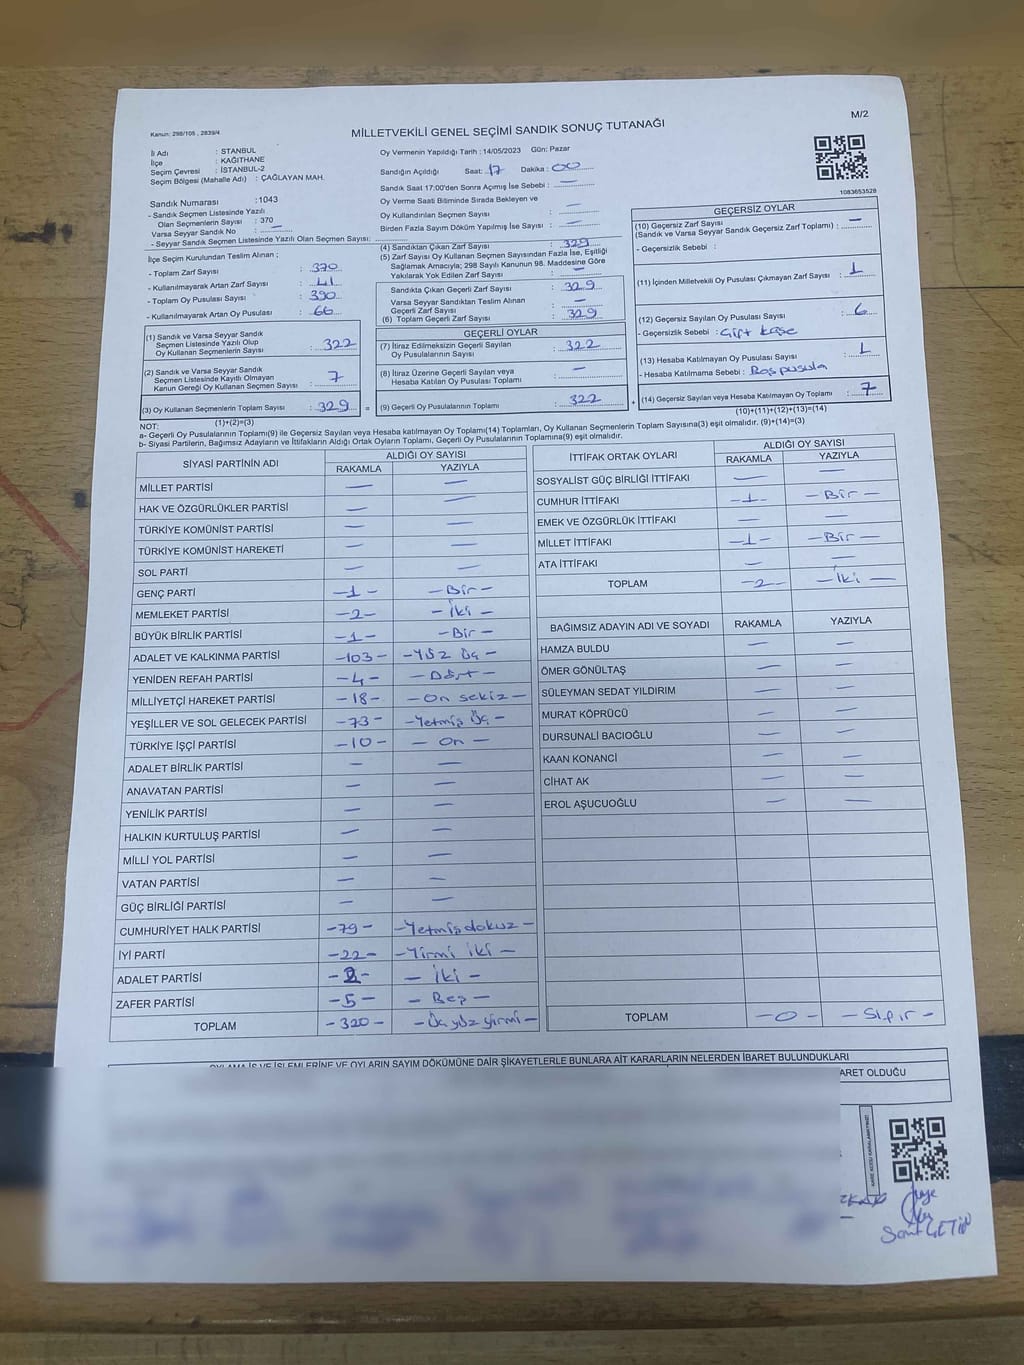 M/2
Kanun: 298/105 , 2839/4
MİLLETVEKİLİ GENEL SEÇİMİ SANDIK SONUÇ TUTANAĞI
İl Adı : STANBUL
İlçe : KAĞITHANE
Seçim Çevresi : İSTANBUL-2
Seçim Bölgesi (Mahalle Adı) : ÇAĞLAYAN MAH.
Oy Vermenin Yapıldığı Tarih : 14/05/2023 Gün: Pazar
Sandığın Açıldığı Saat: 17 Dakika: 00
Sandık Saat 17:00'den Sonra Açılmış İse Sebebi : —
Oy Verme Saati Bitiminde Sırada Bekleyen ve
Oy Kullandırılan Seçmen Sayısı : —
Birden Fazla Sayım Döküm Yapılmış İse Sayısı : —
1083653528
Sandık Numarası : 1043
- Sandık Seçmen Listesinde Yazılı
Olan Seçmenlerin Sayısı : 370
Varsa Seyyar Sandık No : —
- Seyyar Sandık Listesinde Yazılı Olan Seçmen Sayısı:
İlçe Seçim Kurulundan Teslim Alınan ;
- Toplam Zarf Sayısı : 370
- Kullanılmayarak Artan Zarf Sayısı : 41
- Toplam Oy Pusulası Sayısı : 390
- Kullanılmayarak Artan Oy Pusulası : 66
(4) Sandıktan Çıkan Zarf Sayısı : 329
(5) Zarf Sayısı Oy Kullanan Seçmen Sayısından Fazla İse, Eşitliği
Sağlamak Amacıyla; 298 Sayılı Kanunun 98. Maddesine Göre
Yakılarak Yok Edilen Zarf Sayısı : —
Sandıkta Çıkan Geçerli Zarf Sayısı : 329
Varsa Seyyar Sandıktan Teslim Alınan
Geçerli Zarf Sayısı : —
(6) Toplam Geçerli Zarf Sayısı : 329
GEÇERSİZ OYLAR
(10) Geçersiz Zarf Sayısı
(Sandık ve Varsa Seyyar Sandık Geçersiz Zarf Toplamı) : —
- Geçersizlik Sebebi :
(11) İçinden Milletvekili Oy Pusulası Çıkmayan Zarf Sayısı : 1
(12) Geçersiz Sayılan Oy Pusulası Sayısı : 6
- Geçersizlik Sebebi : Çift kaşe
(13) Hesaba Katılmayan Oy Pusulası Sayısı : 1
- Hesaba Katılmama Sebebi : Boş pusula
(14) Geçersiz Sayılan veya Hesaba Katılmayan Oy Toplamı : 7
(10)+(11)+(12)+(13)=(14)
(1) Sandık ve Varsa Seyyar Sandık
Seçmen Listesinde Yazılı Olup
Oy Kullanan Seçmenlerin Sayısı : 322
(2) Sandık ve Varsa Seyyar Sandık
Seçmen Listesinde Kayıtlı Olmayan
Kanun Gereği Oy Kullanan Seçmen Sayısı : 7
(3) Oy Kullanan Seçmenlerin Toplam Sayısı : 329 =
(1)+(2)=(3)
GEÇERLİ OYLAR
(7) İtiraz Edilmeksizin Geçerli Sayılan
Oy Pusulalarının Sayısı : 322
(8) İtiraz Üzerine Geçerli Sayılan veya
Hesaba Katılan Oy Pusulası Toplamı : —
(9) Geçerli Oy Pusulalarının Toplamı : 322 +
NOT:
a- Geçerli Oy Pusulalarının Toplamı(9) ile Geçersiz Sayılan veya Hesaba katılmayan Oy Toplamı(14) Toplamları, Oy Kullanan Seçmenlerin Toplam Sayısına(3) eşit olmalıdır. (9)+(14)=(3)
b- Siyasi Partilerin, Bağımsız Adayların ve İttifakların Aldığı Ortak Oyların Toplamı, Geçerli Oy Pusulalarının Toplamına(9) eşit olmalıdır.
SİYASİ PARTİNİN ADI ALDIĞI OY SAYISI
RAKAMLA YAZIYLA
MİLLET PARTİSİ — —
HAK VE ÖZGÜRLÜKLER PARTİSİ — —
TÜRKİYE KOMÜNİST PARTİSİ — —
TÜRKİYE KOMÜNİST HAREKETİ — —
SOL PARTİ — —
GENÇ PARTİ -1- -Bir-
MEMLEKET PARTİSİ -2- -İki-
BÜYÜK BİRLİK PARTİSİ -1- -Bir-
ADALET VE KALKINMA PARTİSİ -103- -Yüz Üç-
YENİDEN REFAH PARTİSİ -4- -Dört-
MİLLİYETÇİ HAREKET PARTİSİ -18- -On sekiz-
YEŞİLLER VE SOL GELECEK PARTİSİ -73- -Yetmiş Üç-
TÜRKİYE İŞÇİ PARTİSİ -10- -On-
ADALET BİRLİK PARTİSİ — —
ANAVATAN PARTİSİ — —
YENİLİK PARTİSİ — —
HALKIN KURTULUŞ PARTİSİ — —
MİLLİ YOL PARTİSİ — —
VATAN PARTİSİ — —
GÜÇ BİRLİĞİ PARTİSİ — —
CUMHURİYET HALK PARTİSİ -79- -Yetmişdokuz-
İYİ PARTİ -22- -Yirmi iki-
ADALET PARTİSİ -2- -İki-
ZAFER PARTİSİ -5- -Beş-
TOPLAM -320- -Üçyüz yirmi-
İTTİFAK ORTAK OYLARI ALDIĞI OY SAYISI
RAKAMLA YAZIYLA
SOSYALİST GÜÇ BİRLİĞİ İTTİFAKI — —
CUMHUR İTTİFAKI -1- -Bir-
EMEK VE ÖZGÜRLÜK İTTİFAKI — —
MİLLET İTTİFAKI -1- -Bir-
ATA İTTİFAKI — —
TOPLAM -2- -İki-
BAĞIMSIZ ADAYIN ADI VE SOYADI RAKAMLA YAZIYLA
HAMZA BULDU — —
ÖMER GÖNÜLTAŞ — —
SÜLEYMAN SEDAT YILDIRIM — —
MURAT KÖPRÜCÜ — —
DURSUNALİ BACIOĞLU — —
KAAN KONANCİ — —
CİHAT AK — —
EROL AŞUCUOĞLU — —
TOPLAM -0- -Sıfır-
OYLAMA İŞ VE İŞLEMLERİNE VE OYLARIN SAYIM DÖKÜMÜNE DAİR ŞİKAYETLERLE BUNLARA AİT KARARLARIN NELERDEN İBARET BULUNDUKLARI
ARET OLDUĞU